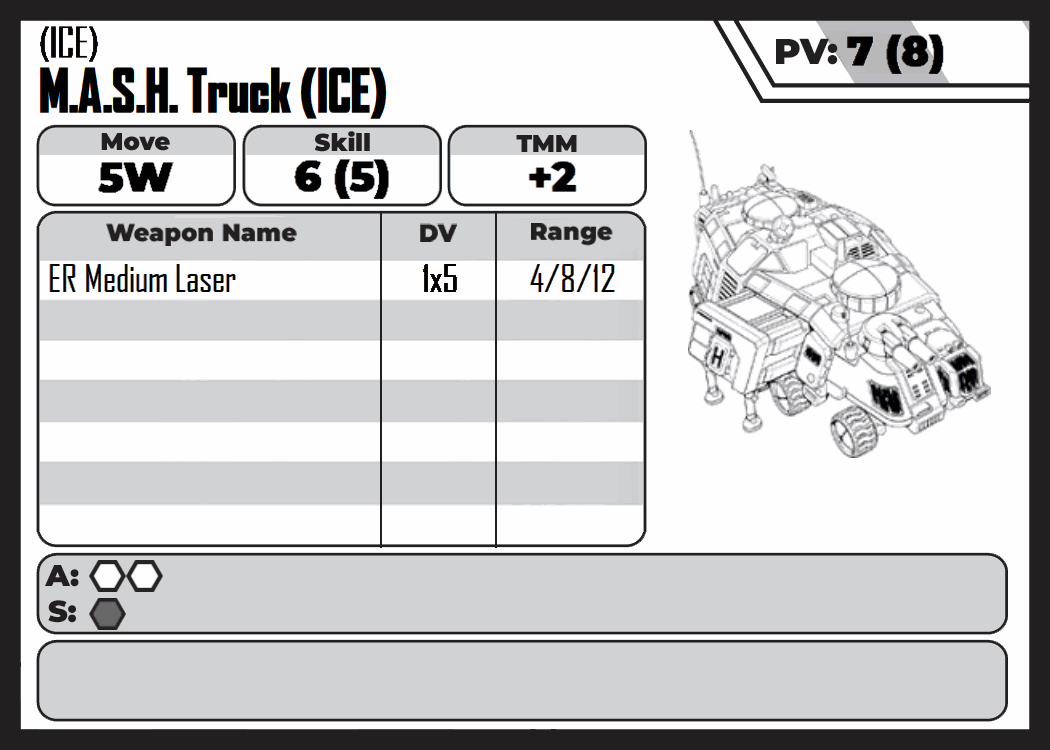 (ICE)
M.A.S.H. Truck (ICE)
PV: 7 (8)
Move
5W
Skill
6 (5)
TMM
+2
Weapon Name DV Range
ER Medium Laser 1x5 4/8/12
H
A:
S: